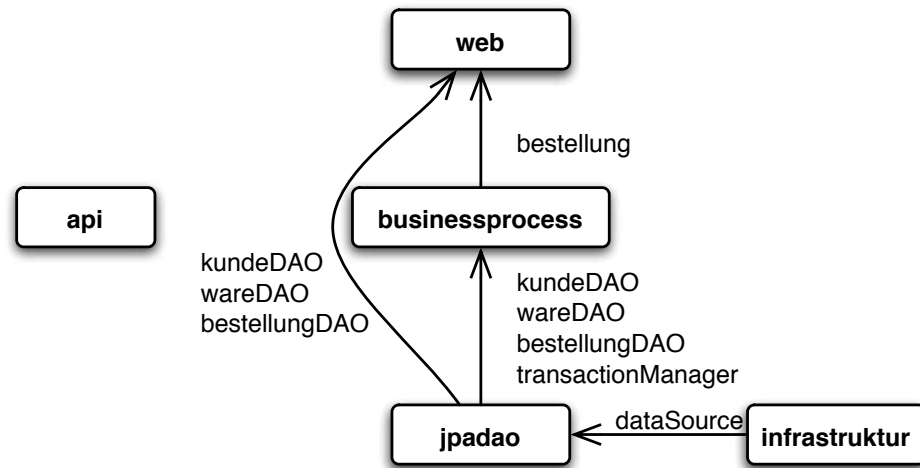 web
bestellung
api
businessprocess
kundeDAO
wareDAO
bestellungDAO
kundeDAO
wareDAO
bestellungDAO
transactionManager
jpadao
dataSource
infrastruktur